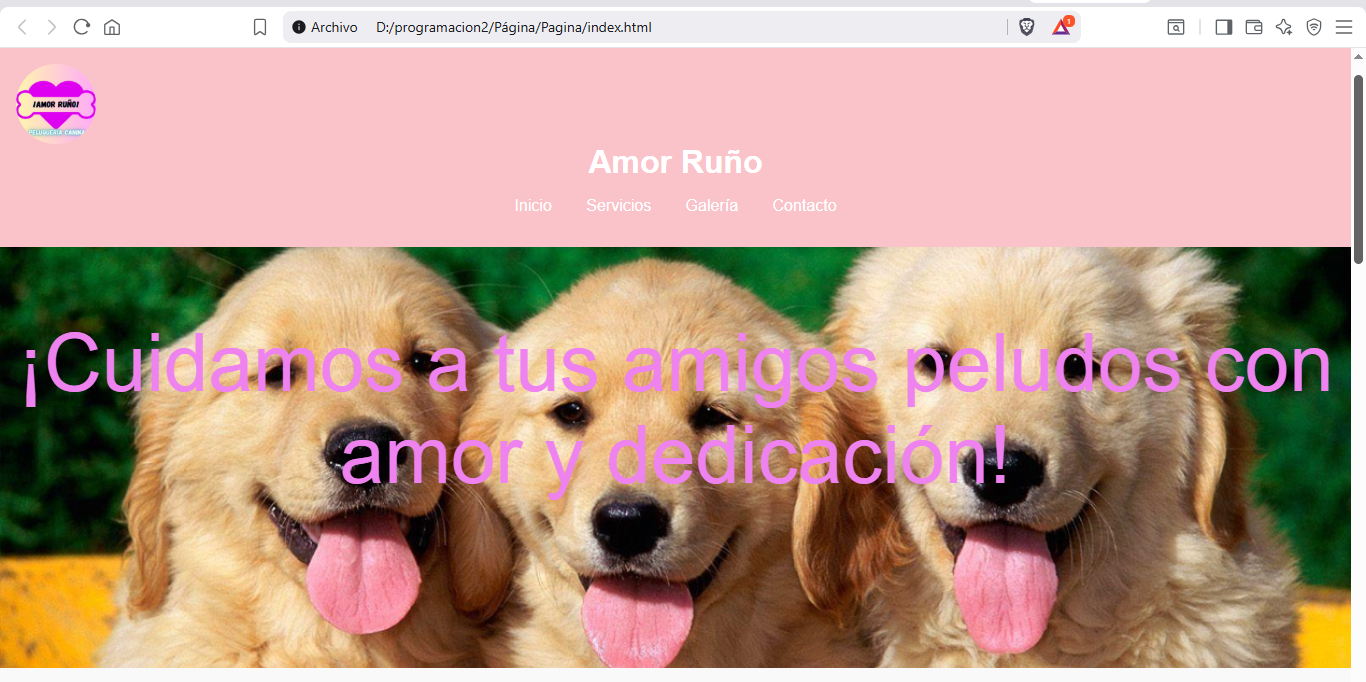 Archivo D:/programacion2/Página/Pagina/index.html
1
¡AMOR RUÑO!
PELUQUERÍA CANINA
Amor Ruño
Inicio Servicios Galería Contacto
¡Cuidamos a tus amigos peludos con
amor y dedicación!